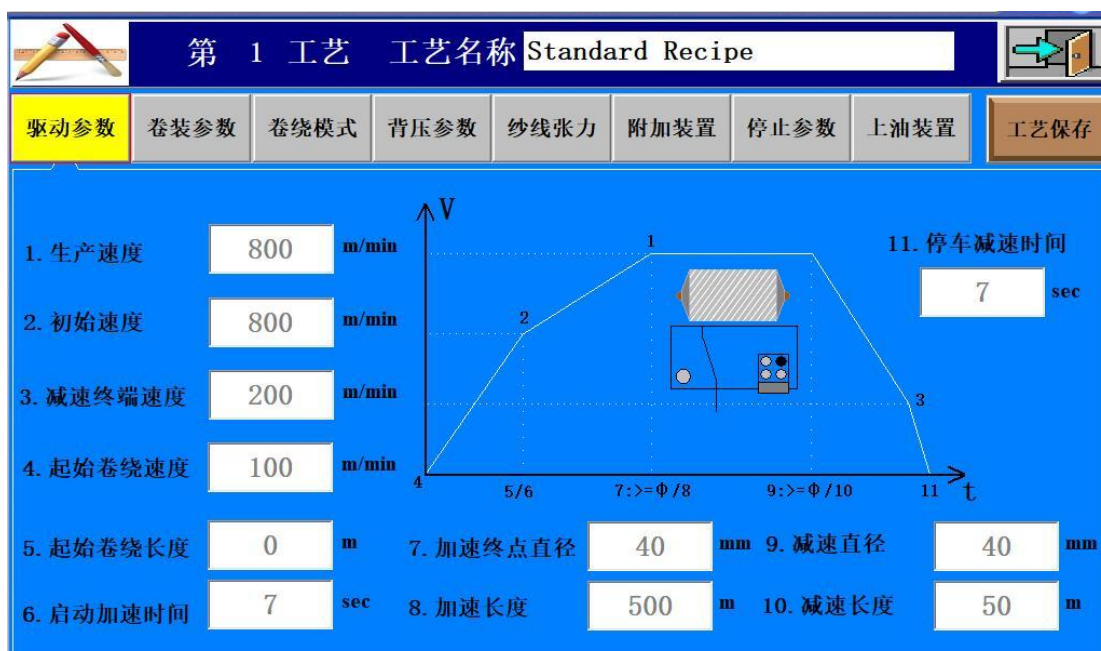 第 1 工艺 工艺名称 Standard Recipe
驱动参数 卷装参数 卷绕模式 背压参数 纱线张力 附加装置 停止参数 上油装置 工艺保存
V
1. 生产速度 800 m/min
1
11. 停车减速时间
7 sec
2. 初始速度 800 m/min
2
3. 减速终端速度 200 m/min
3
4. 起始卷绕速度 100 m/min
4 5/6 7:>=Φ/8 9:>=Φ/10 11 t
5. 起始卷绕长度 0 m 7. 加速终点直径 40 mm 9. 减速直径 40 mm
6. 启动加速时间 7 sec 8. 加速长度 500 m 10. 减速长度 50 m